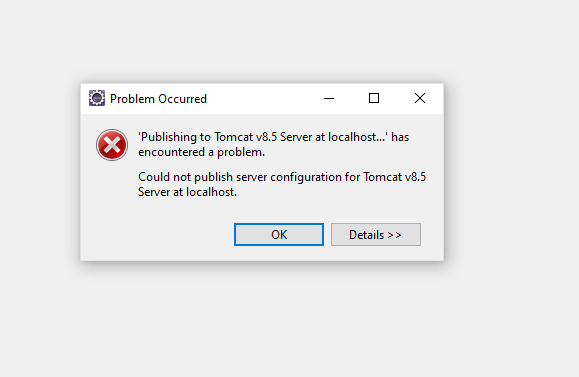 Problem Occurred
'Publishing to Tomcat v8.5 Server at localhost...' has
encountered a problem.
Could not publish server configuration for Tomcat v8.5
Server at localhost.
OK
Details >>